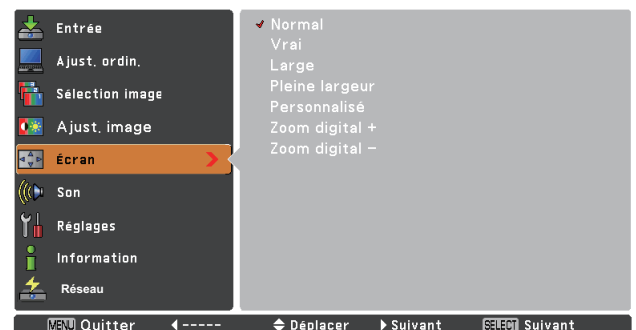 Entrée
Ajust. ordin.
Sélection image
Ajust. image
Écran
Son
Réglages
Information
Réseau
Normal
Vrai
Large
Pleine largeur
Personnalisé
Zoom digital +
Zoom digital –
MENU Quitter ◀ ----- Déplacer ▶ Suivant SELECT Suivant